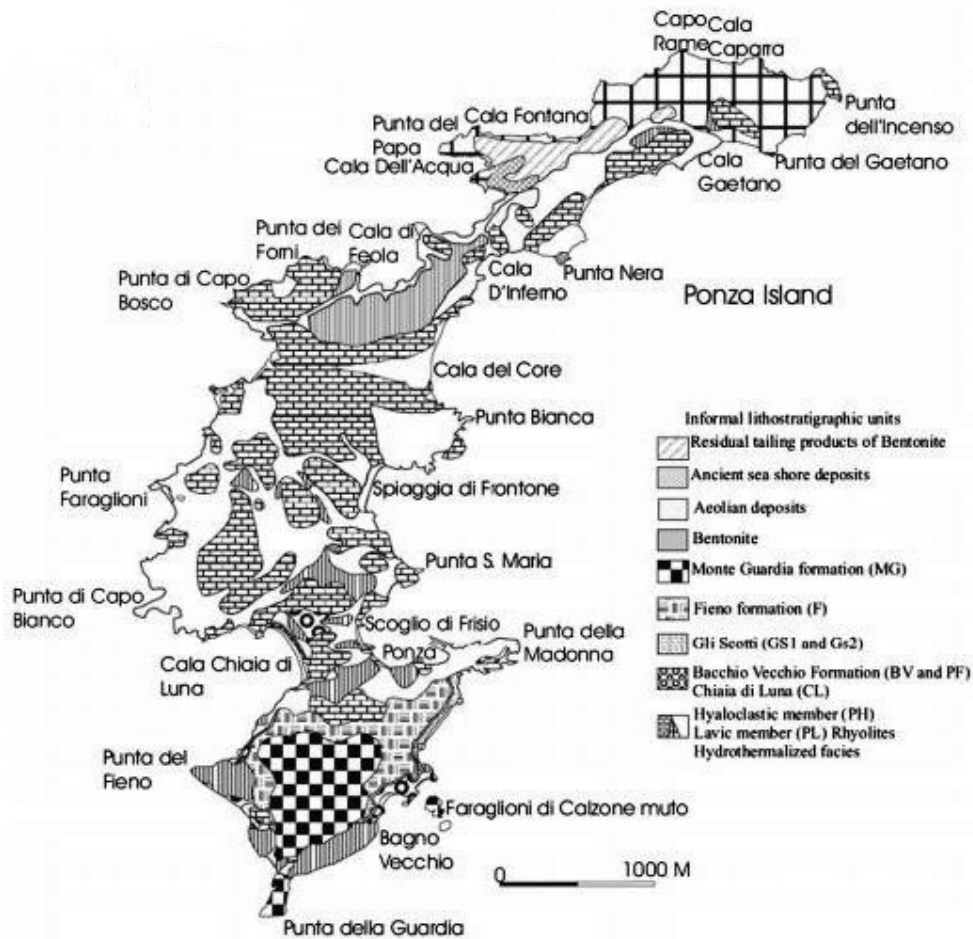 Capo Cala
Rame Caparra
Cala Fontana
Punta del
Papa
Cala Dell'Acqua
Punta
dell'Incenso
Punta del Gaetano
Cala
Gaetano
Punta dei
Forni
Cala di
Feola
Punta di Capo
Bosco
Cala
D'Inferno
Punta Nera
Ponza Island
Cala del Core
Punta Bianca
Punta
Faraglioni
Spiaggia di Frontone
Punta S. Maria
Punta di Capo
Bianco
Scoglio di Frisio
Ponza
Punta della
Madonna
Cala Chiaia di
Luna
Punta del
Fieno
Faraglioni di Calzone muto
Bagno
Vecchio
Punta della Guardia
0 1000 M
Informal lithostratigraphic units
Residual tailing products of Bentonite
Ancient sea shore deposits
Aeolian deposits
Bentonite
Monte Guardia formation (MG)
Fieno formation (F)
Gli Scotti (GS1 and Gs2)
Bacchio Vecchio Formation (BV and PF)
Chiaia di Luna (CL)
Hyaloclastic member (PH)
Lavic member (PL) Rhyolites
Hydrothermalized facies